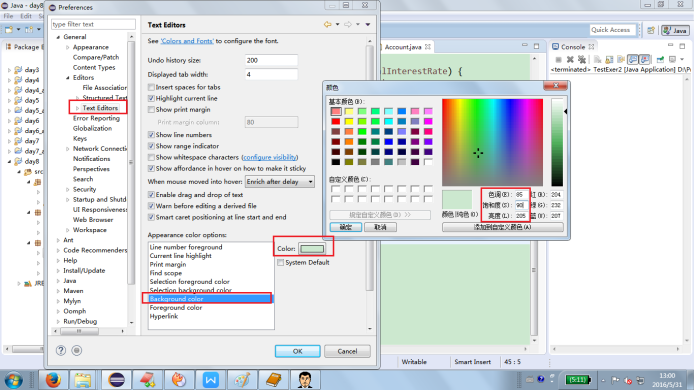 Java - day8
Preferences
File Edit
Quick Access
Java
Package E
day3
day4
day5
day6
day7
day8
src
JRE
type filter text
General
Appearance
Compare/Patch
Content Types
Editors
File Association
Structured Text
Text Editors
Error Reporting
Globalization
Keys
Network Connecti
Notifications
Perspectives
Search
Security
Startup and Shutd
UI Responsiveness
Web Browser
Workspace
Ant
Code Recommenders
Help
Install/Update
Java
Maven
Mylyn
Oomph
Run/Debug
Text Editors
See 'Colors and Fonts' to configure the font.
Undo history size: 200
Displayed tab width: 4
Insert spaces for tabs
Highlight current line
Show print margin
Print margin column: 80
Show line numbers
Show range indicator
Show whitespace characters (configure visibility)
Show affordance in hover on how to make it sticky
When mouse moved into hover: Enrich after delay
Enable drag and drop of text
Warn before editing a derived file
Smart caret positioning at line start and end
Appearance color options:
Line number foreground
Current line highlight
Print margin
Find scope
Selection foreground color
Selection background color
Background color
Foreground color
Hyperlink
Color:
System Default
OK
Cancel
Account.java
lInterestRate) {
Console
<terminated> TestExer2 [Java Application] D:\P
颜色
基本颜色(B):
自定义颜色(C):
规定自定义颜色(D) >>
确定
取消
颜色|纯色(O)
色调(E): 85
饱和度(S): 90
亮度(L): 205
红(R): 204
绿(G): 232
蓝(U): 207
添加到自定义颜色(A)
Writable
Smart Insert
45 : 5
(5:11)
13:00